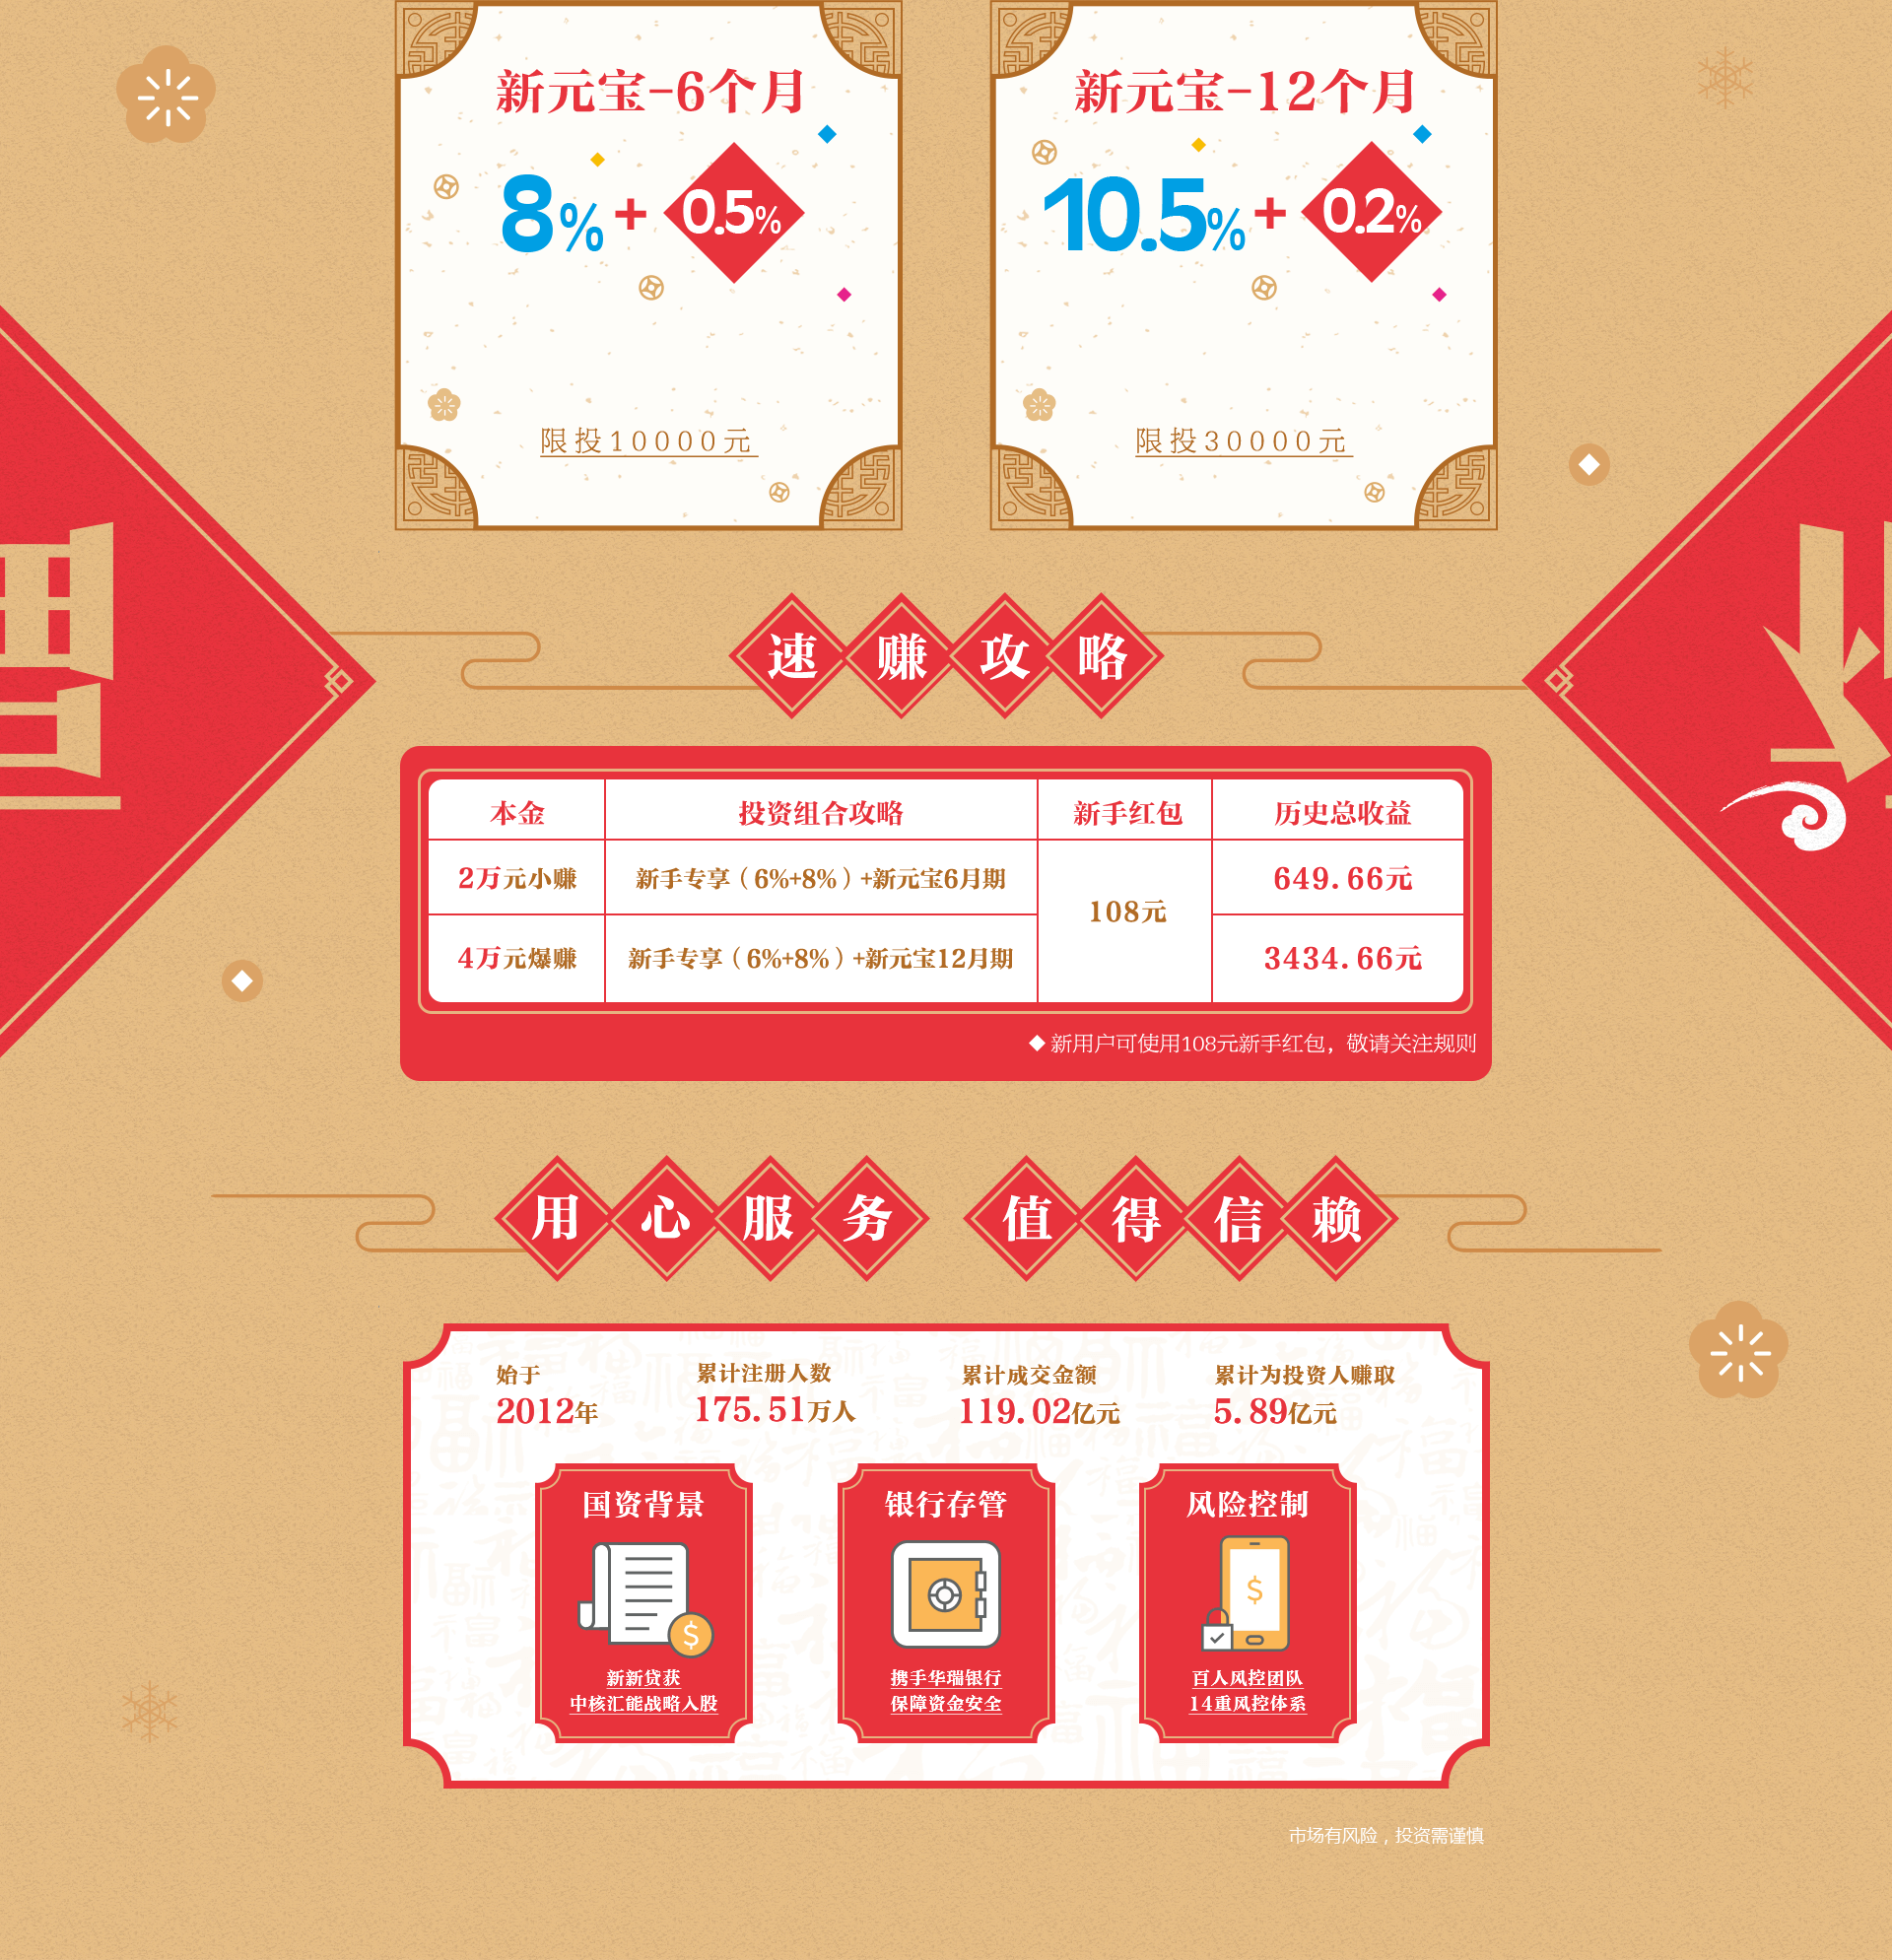 新元宝-6个月
8%+0.5%
限投10000元
新元宝-12个月
10.5%+0.2%
限投30000元
速赚攻略
本金 投资组合攻略 新手红包 历史总收益
2万元小赚 新手专享（6%+8%）+新元宝6月期 108元 649.66元
4万元爆赚 新手专享（6%+8%）+新元宝12月期 3434.66元
新用户可使用108元新手红包，敬请关注规则
用心服务 值得信赖
始于
2012年
累计注册人数
175.51万人
累计成交金额
119.02亿元
累计为投资人赚取
5.89亿元
国资背景
新新贷获
中核汇能战略入股
银行存管
携手华瑞银行
保障资金安全
风险控制
百人风控团队
14重风控体系
市场有风险，投资需谨慎